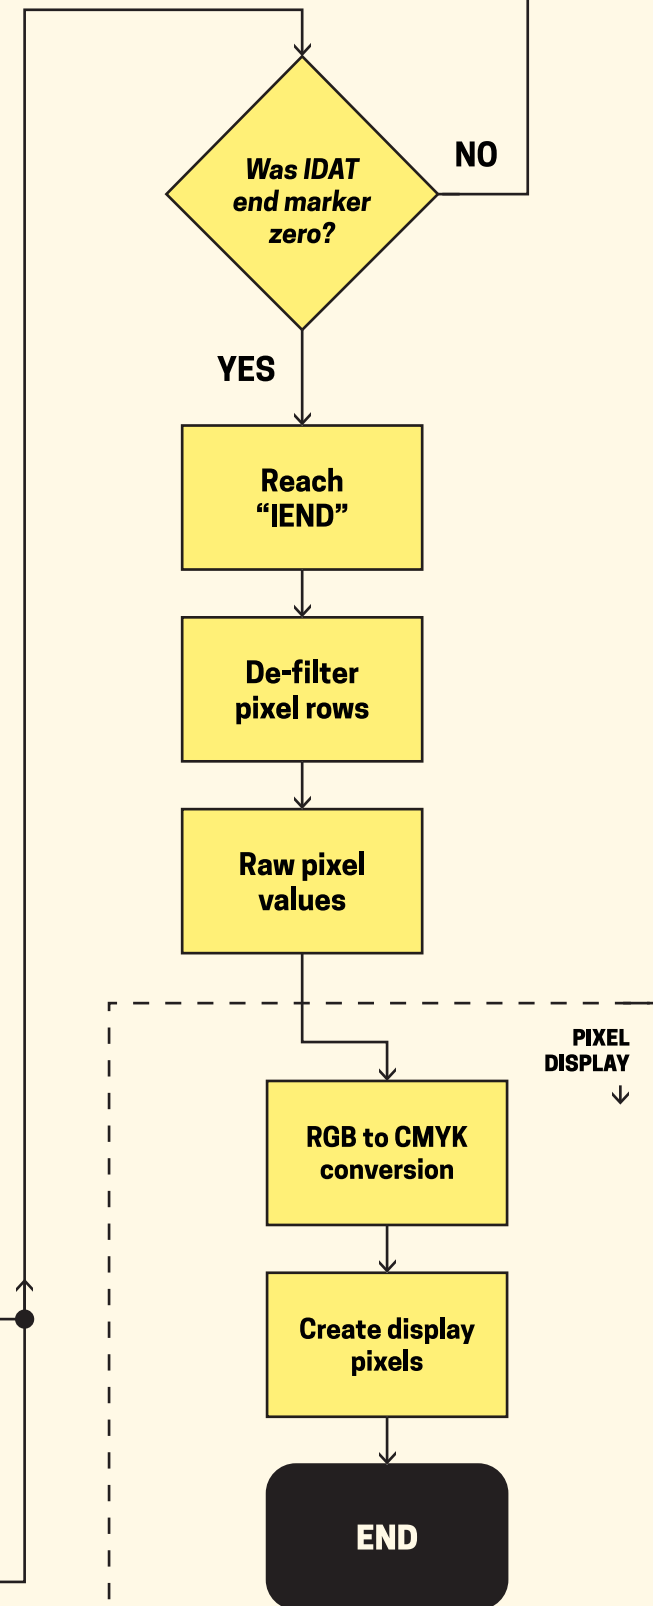 Was IDAT
end marker
zero?
NO
YES
Reach
“IEND”
De-filter
pixel rows
Raw pixel
values
PIXEL
DISPLAY
RGB to CMYK
conversion
Create display
pixels
END